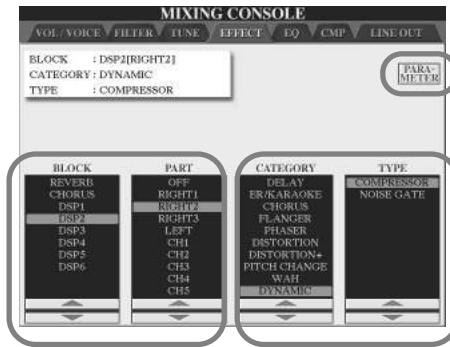 MIXING CONSOLE
VOL/VOICE FILTER TUNE EFFECT EQ CMP LINE OUT
BLOCK : DSP2[RIGHT2]
CATEGORY : DYNAMIC
TYPE : COMPRESSOR
PARA-
METER
BLOCK
REVERB
CHORUS
DSP1
DSP2
DSP3
DSP4
DSP5
DSP6
PART
OFF
RIGHT1
RIGHT2
RIGHT3
LEFT
CH1
CH2
CH3
CH4
CH5
CATEGORY
DELAY
ER/KARAOKE
CHORUS
FLANGER
PHASER
DISTORTION
DISTORTION+
PITCH CHANGE
WAH
DYNAMIC
TYPE
COMPRESSOR
NOISE GATE